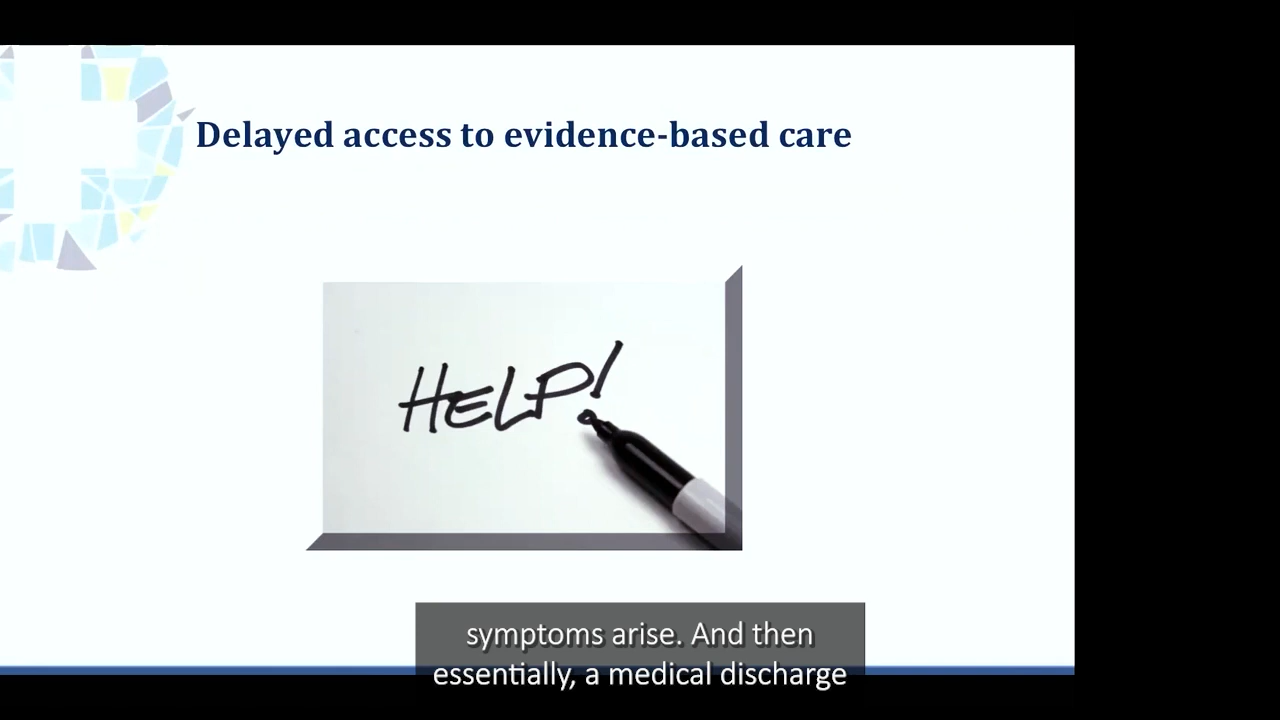 Delayed access to evidence-based care
HELP!
symptoms arise. And then
essentially, a medical discharge